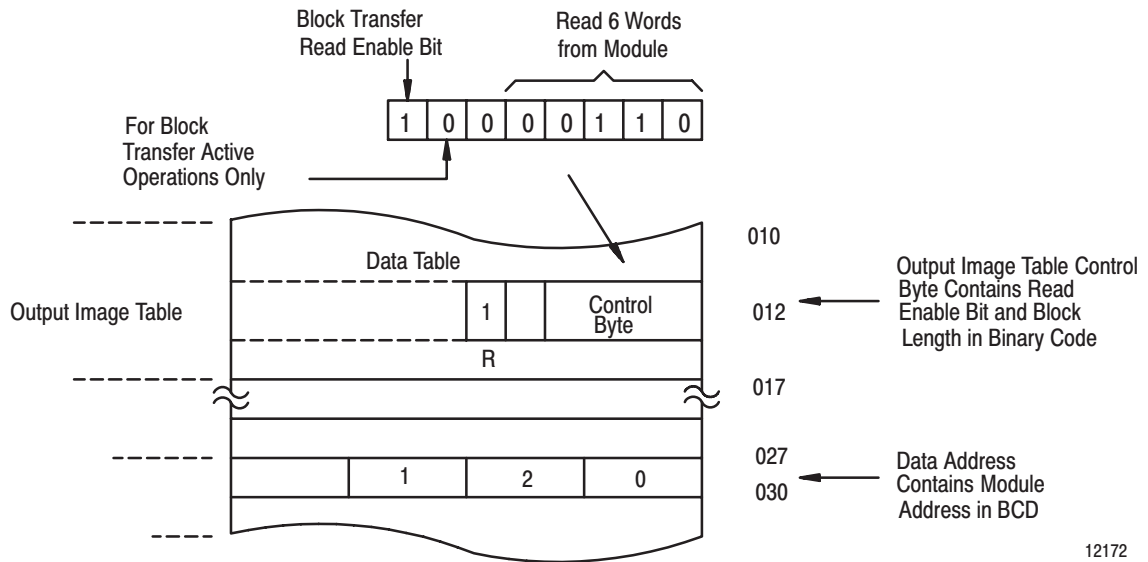 Block Transfer
Read Enable Bit
Read 6 Words
from Module
1 0 0 0 0 1 1 0
For Block
Transfer Active
Operations Only
010
Data Table
Output Image Table
1
Control
Byte
012
Output Image Table Control
Byte Contains Read
Enable Bit and Block
Length in Binary Code
R
017
027
1 2 0
030
Data Address
Contains Module
Address in BCD
12172